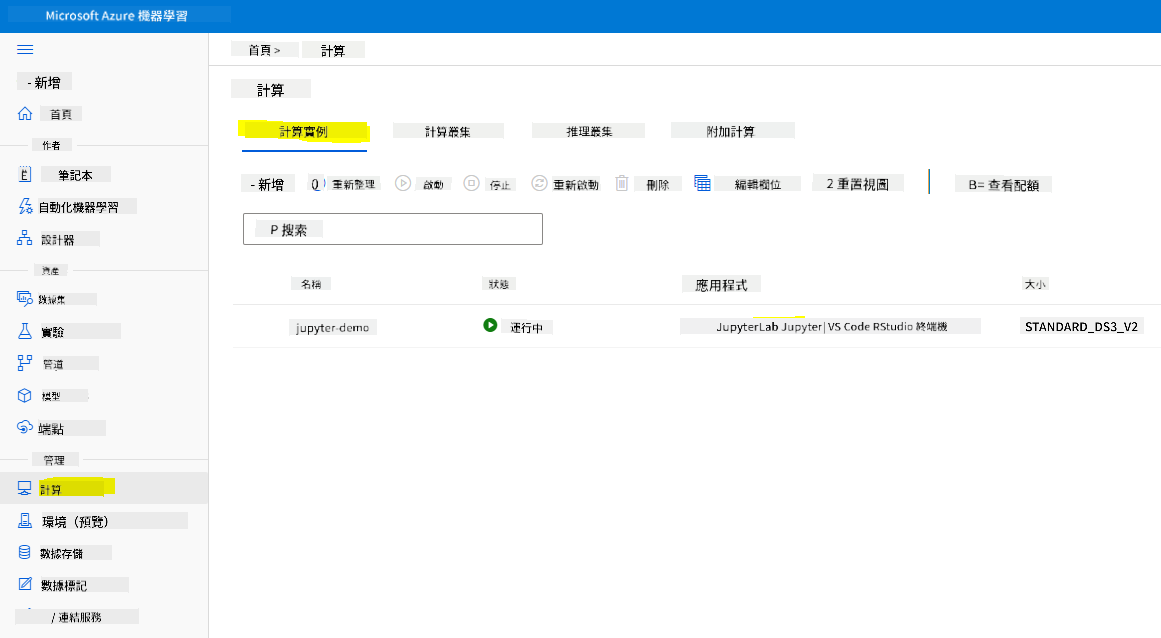 Microsoft Azure 機器學習
- 新增
首頁
作者
筆記本
自動化機器學習
設計器
資產
數據集
實驗
管道
模型
端點
管理
計算
環境（預覽）
數據存儲
數據標記
/ 連結服務
首頁 > 計算
計算
計算實例 計算叢集 推理叢集 附加計算
- 新增 Q) 重新整理 啟動 停止 重新啟動 刪除 編輯欄位 2 重置視圖 B= 查看配額
P 搜索
名稱 狀態 應用程式 大小
jupyter-demo 運行中 JupyterLab Jupyter| VS Code RStudio 終端機 STANDARD_DS3_V2